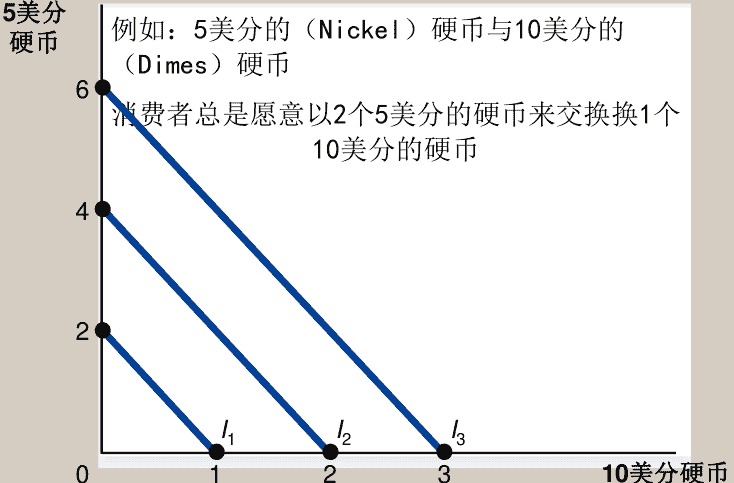 5美分
硬币
例如：5美分的（Nickel）硬币与10美分的
（Dimes）硬币
消费者总是愿意以2个5美分的硬币来交换换1个
10美分的硬币
6
4
2
I1
I2
I3
0
1
2
3
10美分硬币